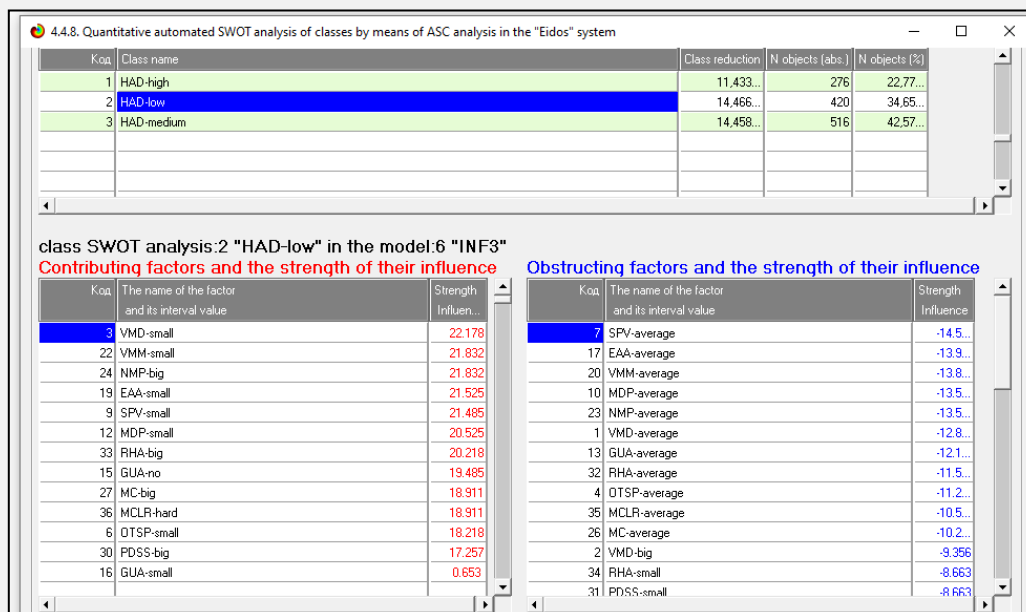 4.4.8. Quantitative automated SWOT analysis of classes by means of ASC analysis in the "Eidos" system
Код Class name Class reduction N objects (abs.) N objects (%)
1 HAD-high 11,433... 276 22,77...
2 HAD-low 14,466... 420 34,65...
3 HAD-medium 14,458... 516 42,57...
class SWOT analysis:2 "HAD-low" in the model:6 "INF3"
Contributing factors and the strength of their influence
Код The name of the factor Strength
and its interval value Influen...
3 VMD-small 22.178
22 VMM-small 21.832
24 NMP-big 21.832
19 EAA-small 21.525
9 SPV-small 21.485
12 MDP-small 20.525
33 RHA-big 20.218
15 GUA-no 19.485
27 MC-big 18.911
36 MCLR-hard 18.911
6 OTSP-small 18.218
30 PDSS-big 17.257
16 GUA-small 0.653
Obstructing factors and the strength of their influence
Код The name of the factor Strength
and its interval value Influence
7 SPV-average -14.5...
17 EAA-average -13.9...
20 VMM-average -13.8...
10 MDP-average -13.5...
23 NMP-average -13.5...
1 VMD-average -12.8...
13 GUA-average -12.1...
32 RHA-average -11.5...
4 OTSP-average -11.2...
35 MCLR-average -10.5...
26 MC-average -10.2...
2 VMD-big -9.356
34 RHA-small -8.663
31 PDSS-small -8.663